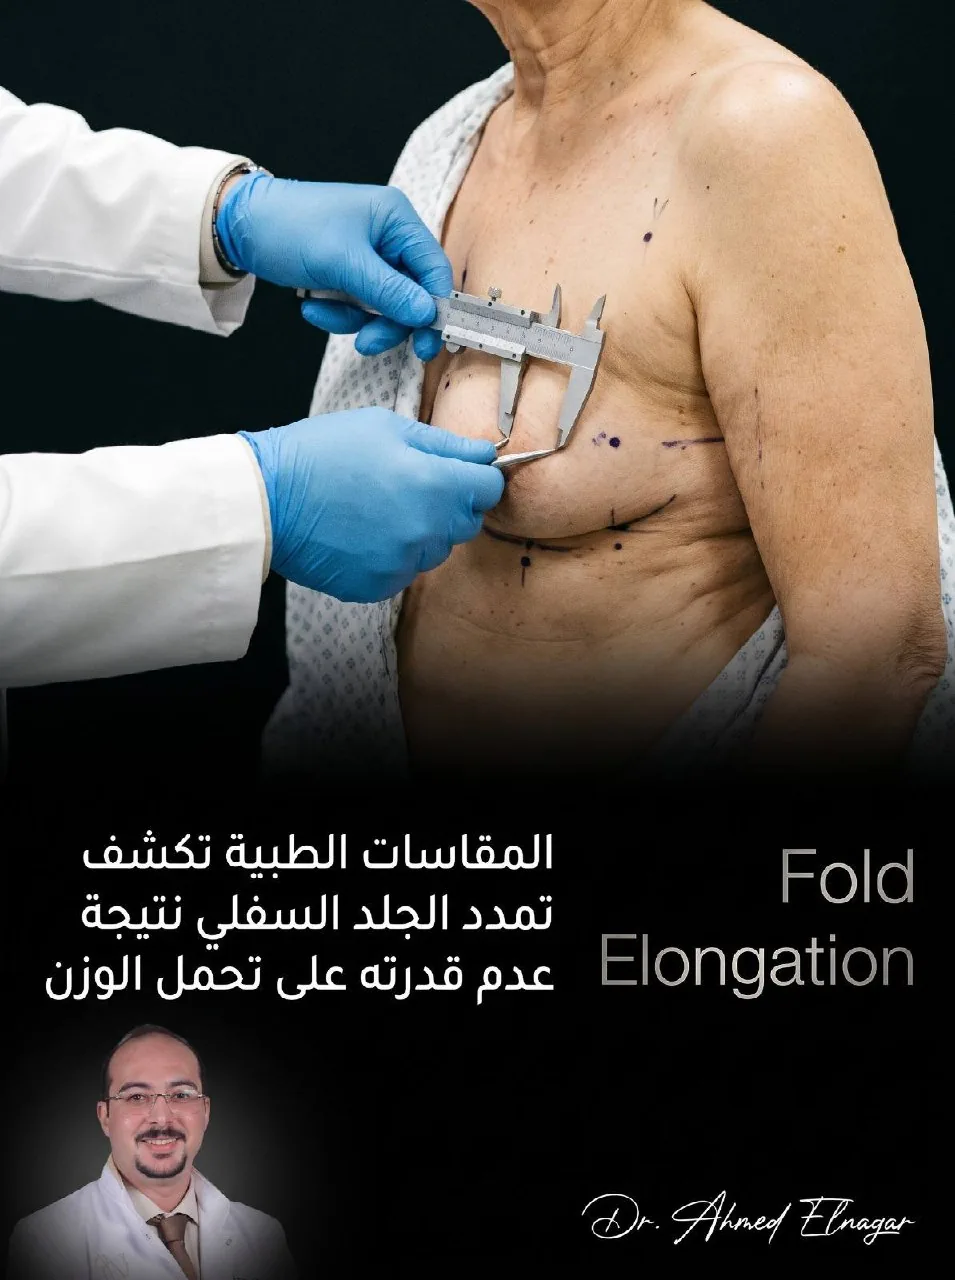 المقاسات الطبية تكشف
تمدد الجلد السفلي نتيجة
عدم قدرته على تحمل الوزن
Fold
Elongation
Dr. Ahmed Elnagar